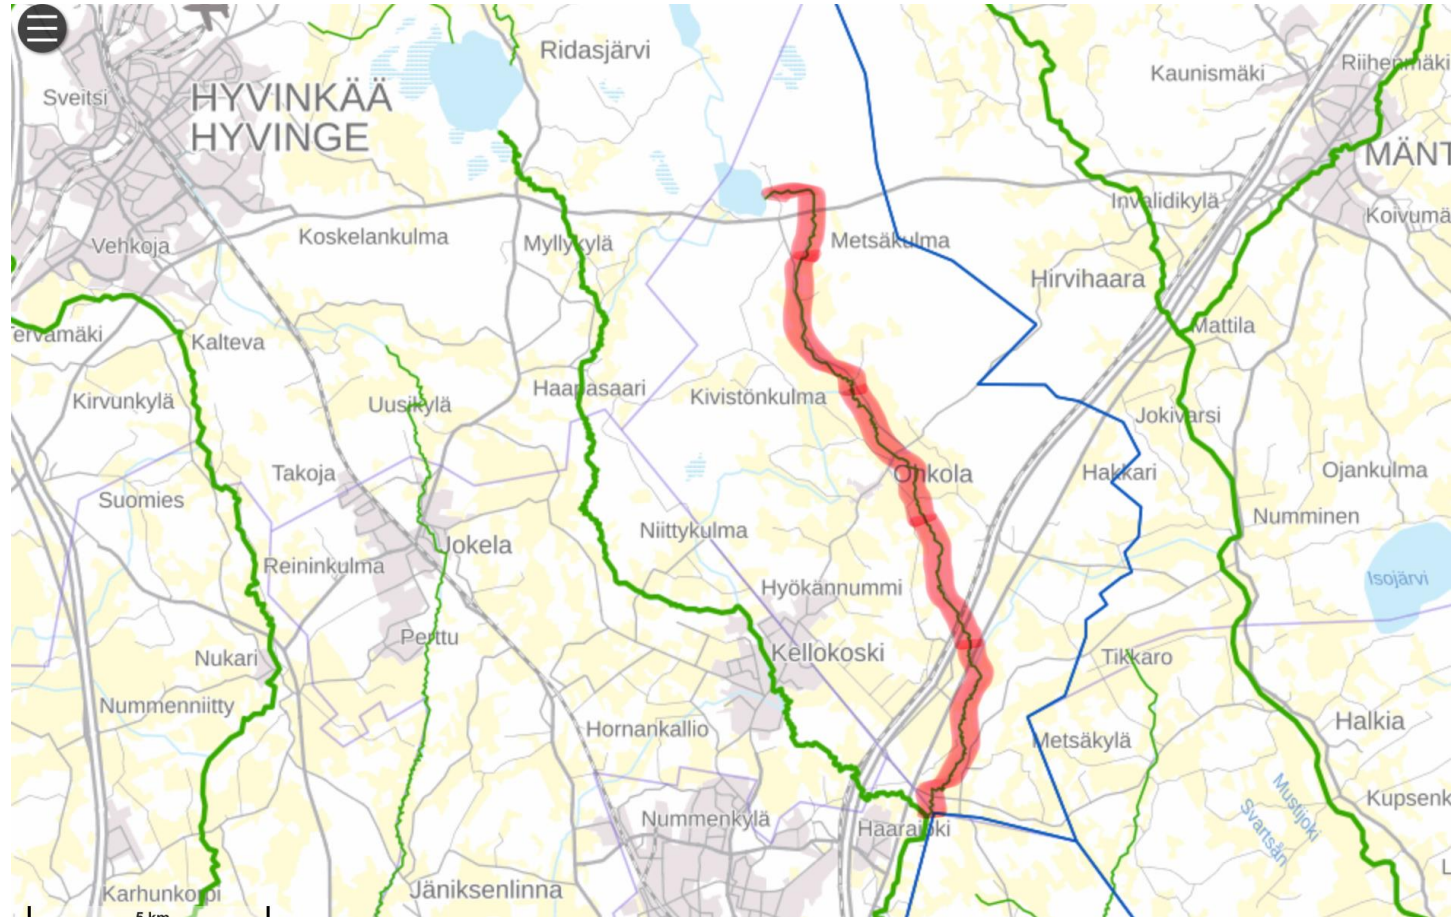 Ridasjärvi
Riihenmäki
Kaunismäki
Sveitsi
HYVINKÄÄ
HYVINGE
MÄNT
Invalidikylä
Koivumä
Koskelankulma
Myllykylä
Metsäkulma
Vehkoja
Hirvihaara
ervamäki
Kalteva
Mattila
Haapasaari
Kirvunkylä
Uusikylä
Kivistönkulma
Jokivarsi
Takoja
Ohkola
Hakkari
Ojankulma
Suomies
Numminen
Niittykulma
Jokela
Reininkulma
Hyökännummi
Isojärvi
Perttu
Kellokoski
Nukari
Tikkaro
Nummenniitty
Hornankallio
Halkia
Metsäkylä
Mustijoki
Svartsån
Kupsenk
Nummenkylä
Haarajoki
L
Karhunkorpi
Jäniksenlinna
5 km